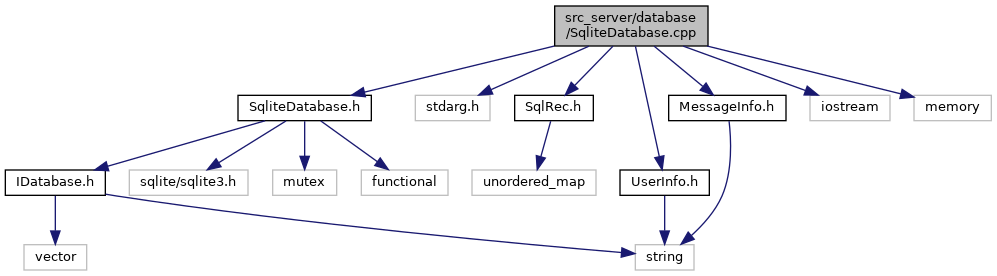 src_server/database
/SqliteDatabase.cpp
SqliteDatabase.h
stdarg.h
SqlRec.h
MessageInfo.h
iostream
memory
IDatabase.h
sqlite/sqlite3.h
mutex
functional
unordered_map
UserInfo.h
vector
string